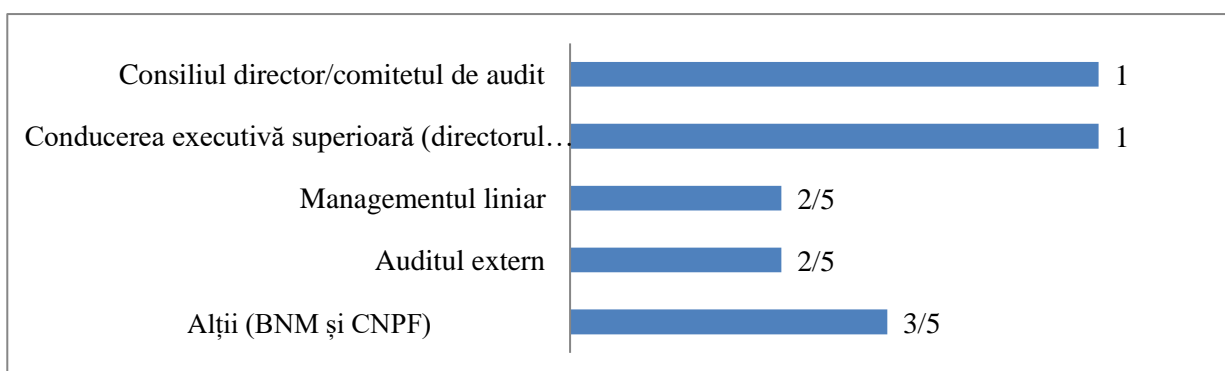 Consiliul director/comitetul de audit 1
Conducerea executivă superioară (directorul… 1
Managementul liniar 2/5
Auditul extern 2/5
Alții (BNM și CNPF) 3/5